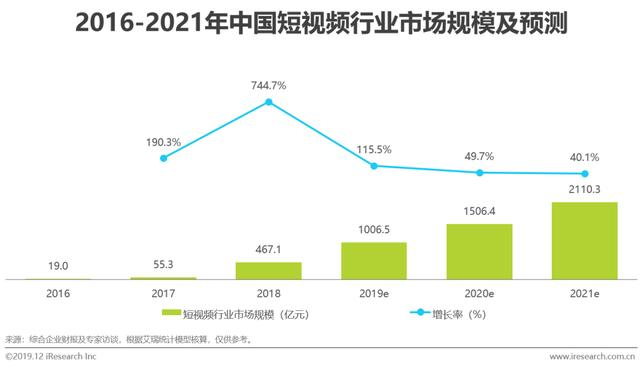 2016-2021年中国短视频行业市场规模及预测
744.7%
190.3%
115.5%
49.7%
40.1%
2110.3
1506.4
1006.5
467.1
19.0
55.3
2016 2017 2018 2019e 2020e 2021e
短视频行业市场规模（亿元） 增长率（%）
来源：综合企业财报及专家访谈，根据艾瑞统计模型核算，仅供参考。
©2019.12 iResearch Inc www.iresearch.com.cn